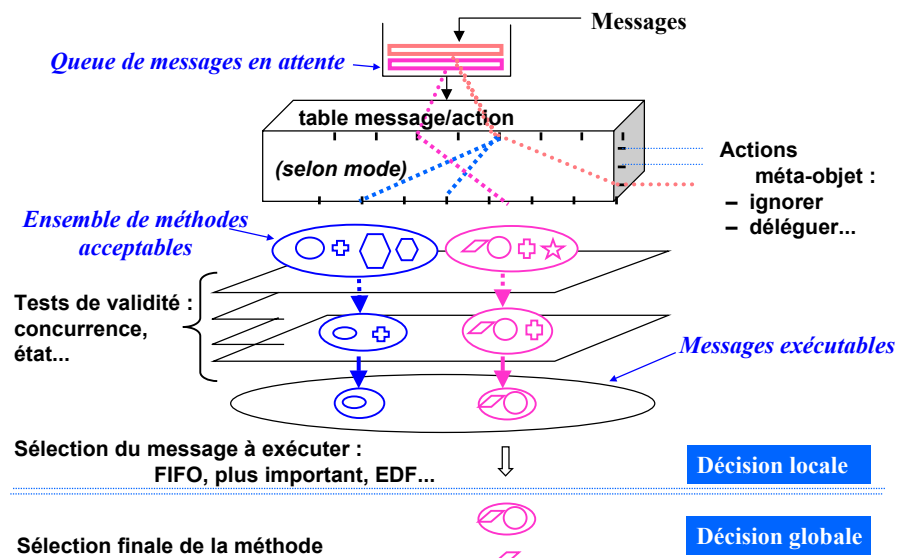 Messages
Queue de messages en attente
table message/action
(selon mode)
Actions
méta-objet :
– ignorer
– déléguer...
Ensemble de méthodes
acceptables
Tests de validité :
concurrence,
état...
Messages exécutables
Sélection du message à exécuter :
FIFO, plus important, EDF...
Décision locale
Décision globale
Sélection finale de la méthode